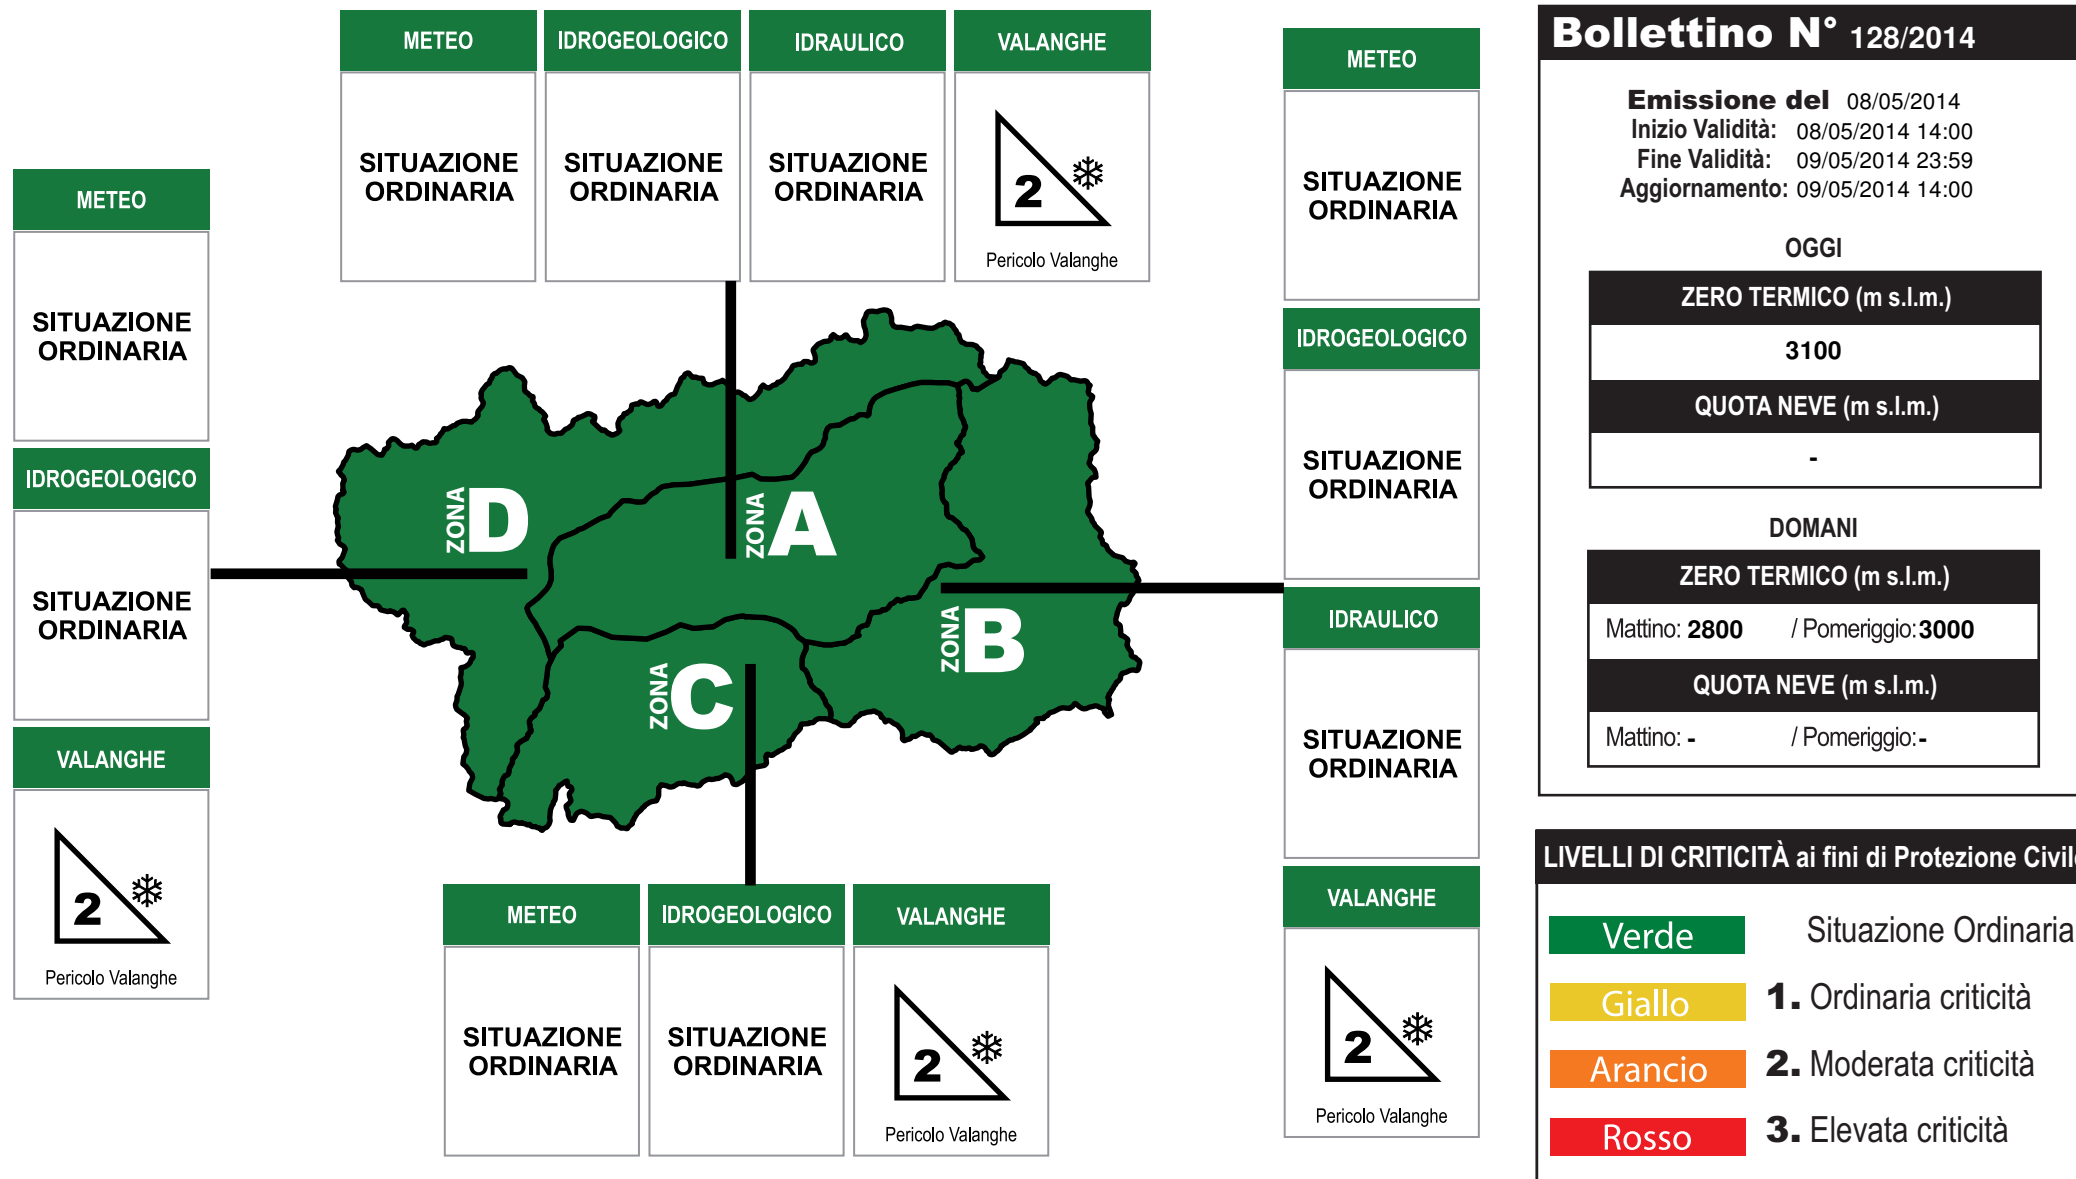 METEO
IDROGEOLOGICO
IDRAULICO
VALANGHE
SITUAZIONE
ORDINARIA
SITUAZIONE
ORDINARIA
SITUAZIONE
ORDINARIA
2
Pericolo Valanghe
METEO
SITUAZIONE
ORDINARIA
IDROGEOLOGICO
SITUAZIONE
ORDINARIA
VALANGHE
2
Pericolo Valanghe
ZONA D
ZONA A
ZONA B
ZONA C
METEO
IDROGEOLOGICO
VALANGHE
SITUAZIONE
ORDINARIA
SITUAZIONE
ORDINARIA
2
Pericolo Valanghe
METEO
SITUAZIONE
ORDINARIA
IDROGEOLOGICO
SITUAZIONE
ORDINARIA
IDRAULICO
SITUAZIONE
ORDINARIA
VALANGHE
2
Pericolo Valanghe
Bollettino N° 128/2014
Emissione del 08/05/2014
Inizio Validità: 08/05/2014 14:00
Fine Validità: 09/05/2014 23:59
Aggiornamento: 09/05/2014 14:00
OGGI
ZERO TERMICO (m s.l.m.)
3100
QUOTA NEVE (m s.l.m.)
-
DOMANI
ZERO TERMICO (m s.l.m.)
Mattino: 2800 / Pomeriggio: 3000
QUOTA NEVE (m s.l.m.)
Mattino: - / Pomeriggio: -
LIVELLI DI CRITICITÀ ai fini di Protezione Civile
Verde Situazione Ordinaria
Giallo 1. Ordinaria criticità
Arancio 2. Moderata criticità
Rosso 3. Elevata criticità